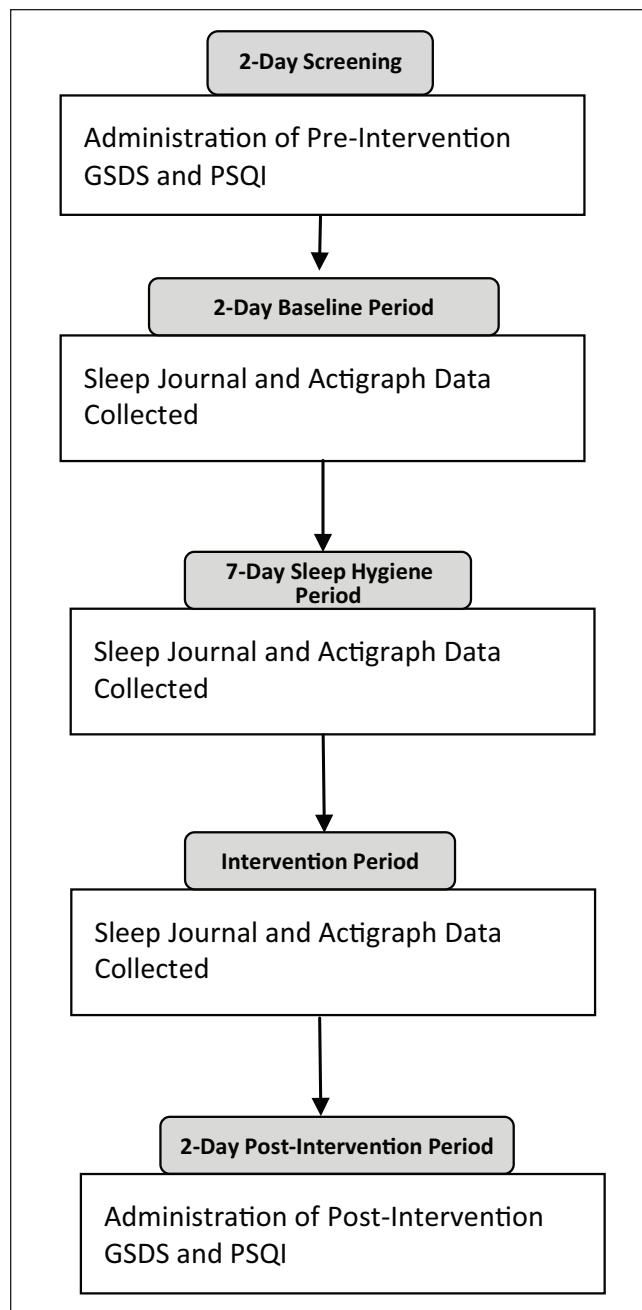 2-Day Screening
Administration of Pre-Intervention
GSDS and PSQI
2-Day Baseline Period
Sleep Journal and Actigraph Data
Collected
7-Day Sleep Hygiene
Period
Sleep Journal and Actigraph Data
Collected
Intervention Period
Sleep Journal and Actigraph Data
Collected
2-Day Post-Intervention Period
Administration of Post-Intervention
GSDS and PSQI